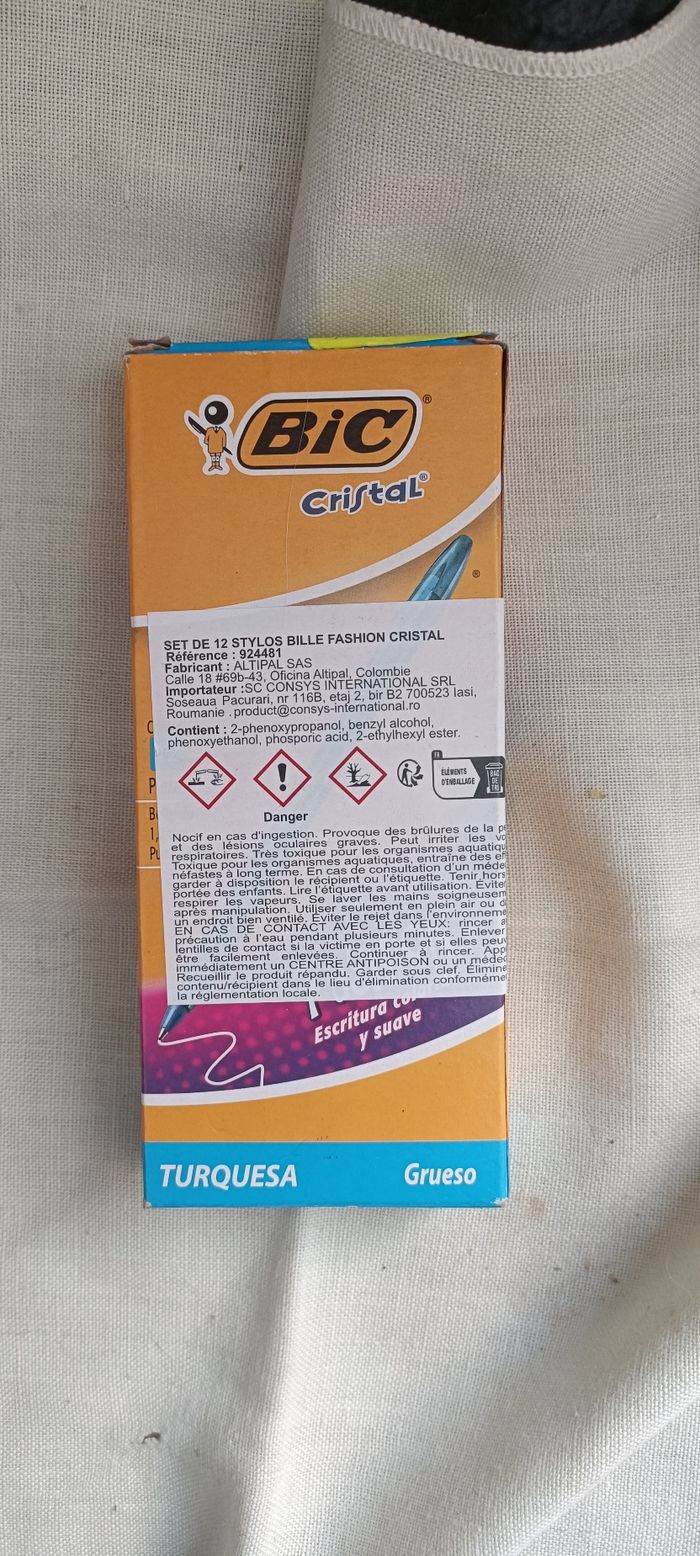 BiC®
Cristal®
®
SET DE 12 STYLOS BILLE FASHION CRISTAL
Référence : 924481
Fabricant : ALTIPAL SAS
Calle 18 #69b-43, Oficina Altipal, Colombie
Importateur :SC CONSYS INTERNATIONAL SRL
Soseaua Pacurari, nr 116B, etaj 2, bir B2 700523 Iasi,
Roumanie .product@consys-international.ro
Contient : 2-phenoxypropanol, benzyl alcohol,
phenoxyethanol, phosporic acid, 2-ethylhexyl ester.
FR
ÉLÉMENTS
D'EMBALLAGE
BAC
DE
TRI
Danger
Nocif en cas d'ingestion. Provoque des brûlures de la
et des lésions oculaires graves. Peut irriter les
respiratoires. Très toxique pour les organismes
Toxique pour les organismes aquatiques, entraîne des
néfastes à long terme. En cas de consultation d'un
garder à disposition le récipient ou l'étiquette. Tenir hors
portée des enfants. Lire l'étiquette avant utilisation.
respirer les vapeurs. Se laver les mains
après manipulation. Utiliser seulement en plein air ou
un endroit bien ventilé. Éviter le rejet dans
EN CAS DE CONTACT AVEC LES YEUX: rincer
précaution à l'eau pendant plusieurs minutes. Enlever
lentilles de contact si la victime en porte et si elles
être facilement enlevées. Continuer à rincer.
immédiatement un CENTRE ANTIPOISON ou un
Recueillir le produit répandu. Garder sous clef.
contenu/récipient dans le lieu d'élimination
la réglementation locale.
Escritura
y suave
TURQUESA Grueso